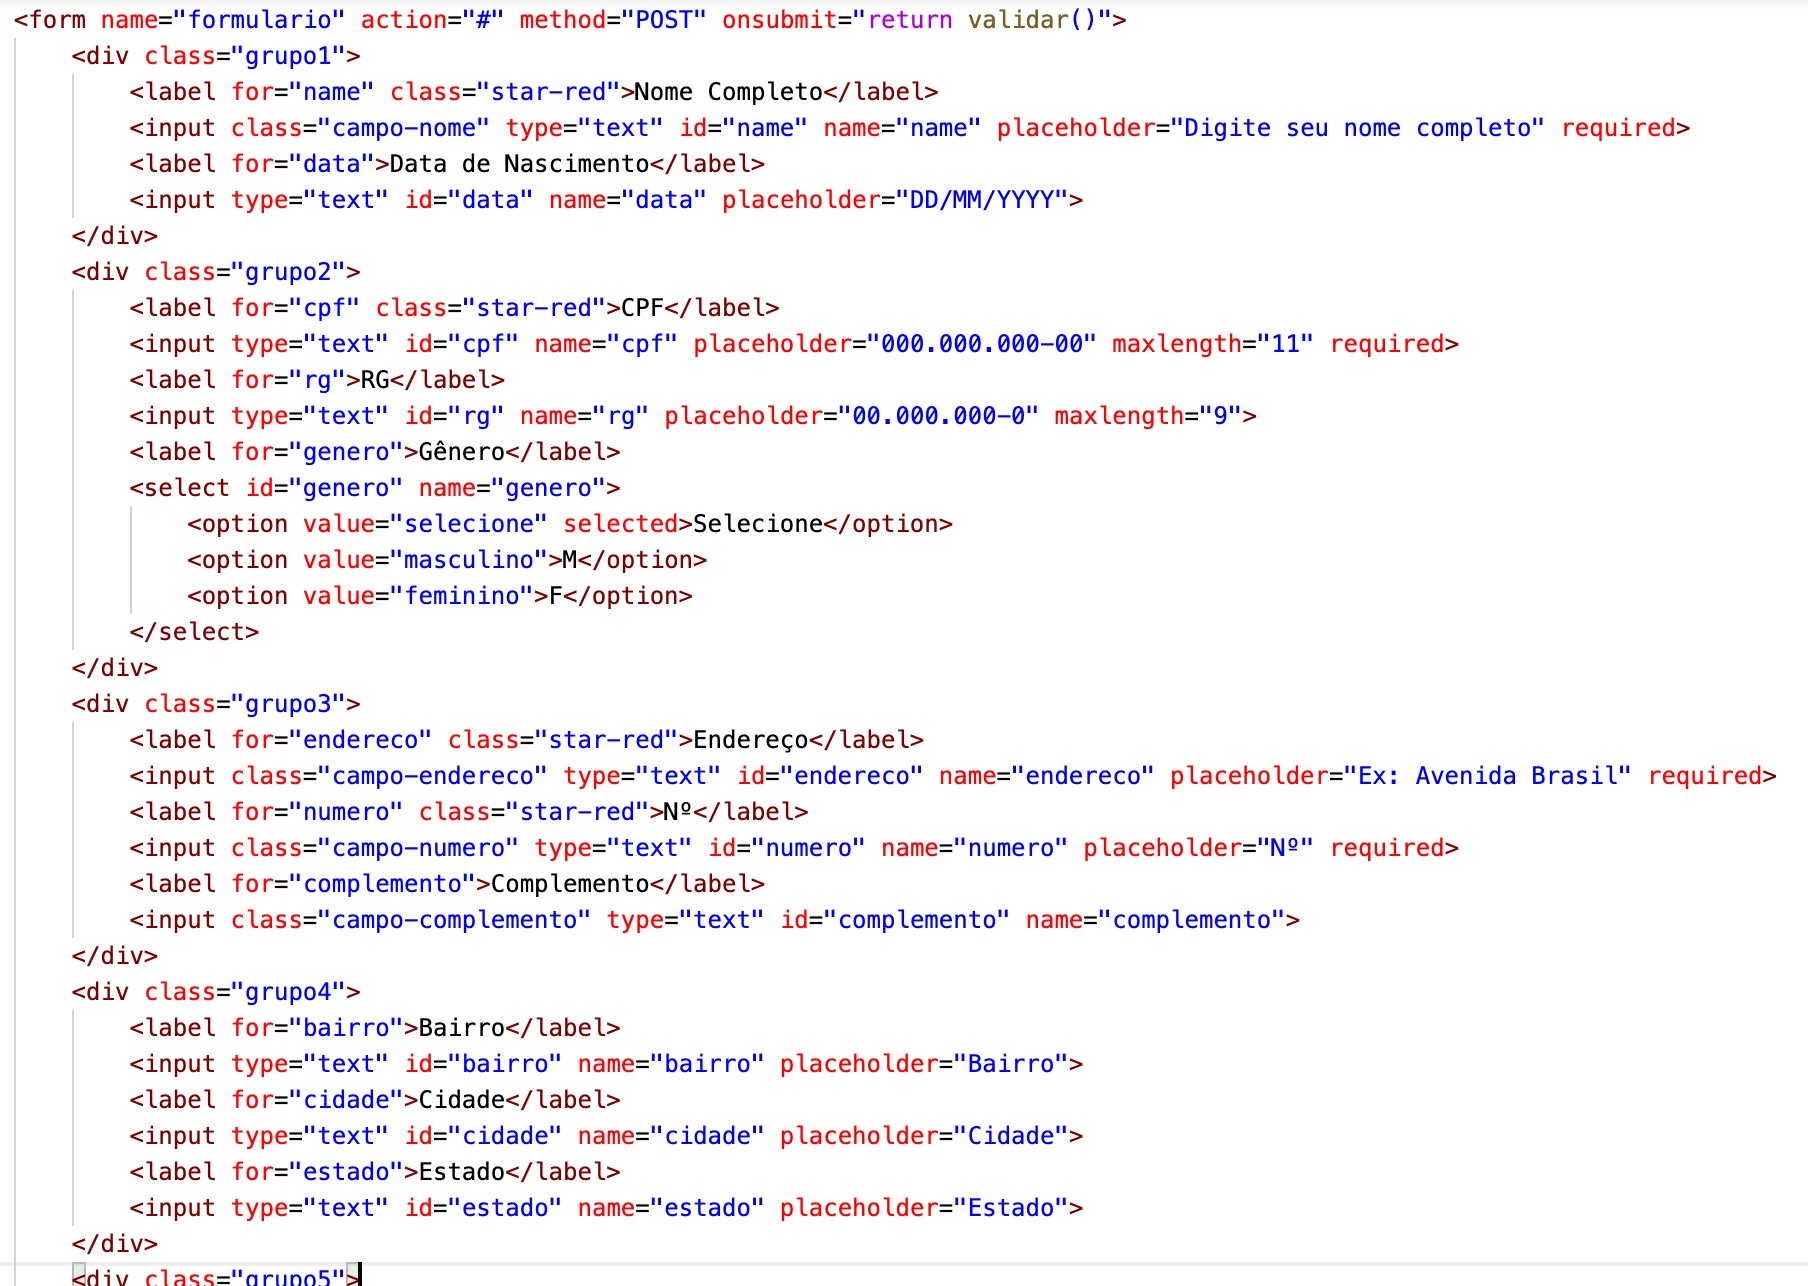 <form name="formulario" action="#" method="POST" onsubmit="return validar()">
<div class="grupo1">
<label for="name" class="star-red">Nome Completo</label>
<input class="campo-nome" type="text" id="name" name="name" placeholder="Digite seu nome completo" required>
<label for="data">Data de Nascimento</label>
<input type="text" id="data" name="data" placeholder="DD/MM/YYYY">
</div>
<div class="grupo2">
<label for="cpf" class="star-red">CPF</label>
<input type="text" id="cpf" name="cpf" placeholder="000.000.000-00" maxlength="11" required>
<label for="rg">RG</label>
<input type="text" id="rg" name="rg" placeholder="00.000.000-0" maxlength="9">
<label for="genero">Gênero</label>
<select id="genero" name="genero">
<option value="selecione" selected>Selecione</option>
<option value="masculino">M</option>
<option value="feminino">F</option>
</select>
</div>
<div class="grupo3">
<label for="endereco" class="star-red">Endereço</label>
<input class="campo-endereco" type="text" id="endereco" name="endereco" placeholder="Ex: Avenida Brasil" required>
<label for="numero" class="star-red">Nº</label>
<input class="campo-numero" type="text" id="numero" name="numero" placeholder="Nº" required>
<label for="complemento">Complemento</label>
<input class="campo-complemento" type="text" id="complemento" name="complemento">
</div>
<div class="grupo4">
<label for="bairro">Bairro</label>
<input type="text" id="bairro" name="bairro" placeholder="Bairro">
<label for="cidade">Cidade</label>
<input type="text" id="cidade" name="cidade" placeholder="Cidade">
<label for="estado">Estado</label>
<input type="text" id="estado" name="estado" placeholder="Estado">
</div>
<div class="grupo5">